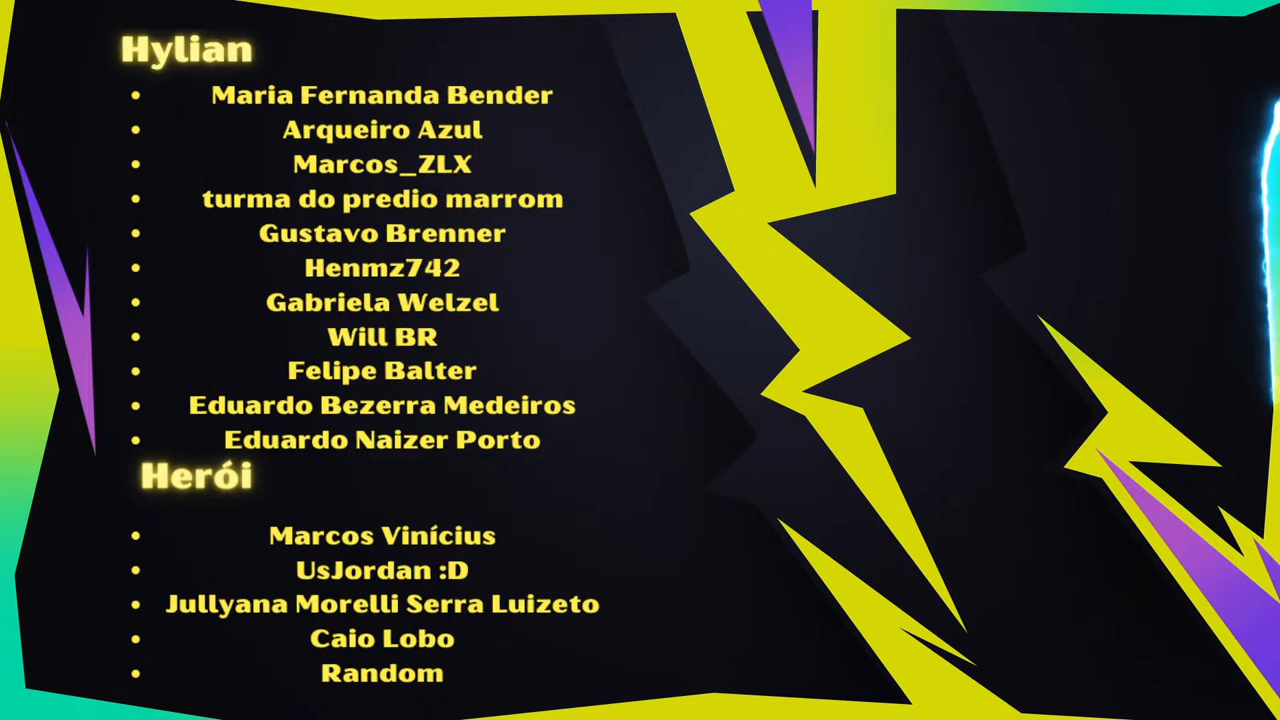 Hylian
• Maria Fernanda Bender
• Arqueiro Azul
• Marcos_ZLX
• turma do predio marrom
• Gustavo Brenner
• Henmz742
• Gabriela Welzel
• Will BR
• Felipe Balter
• Eduardo Bezerra Medeiros
• Eduardo Naizer Porto
Herói
• Marcos Vinícius
• UsJordan :D
• Jullyana Morelli Serra Luizeto
• Caio Lobo
• Random